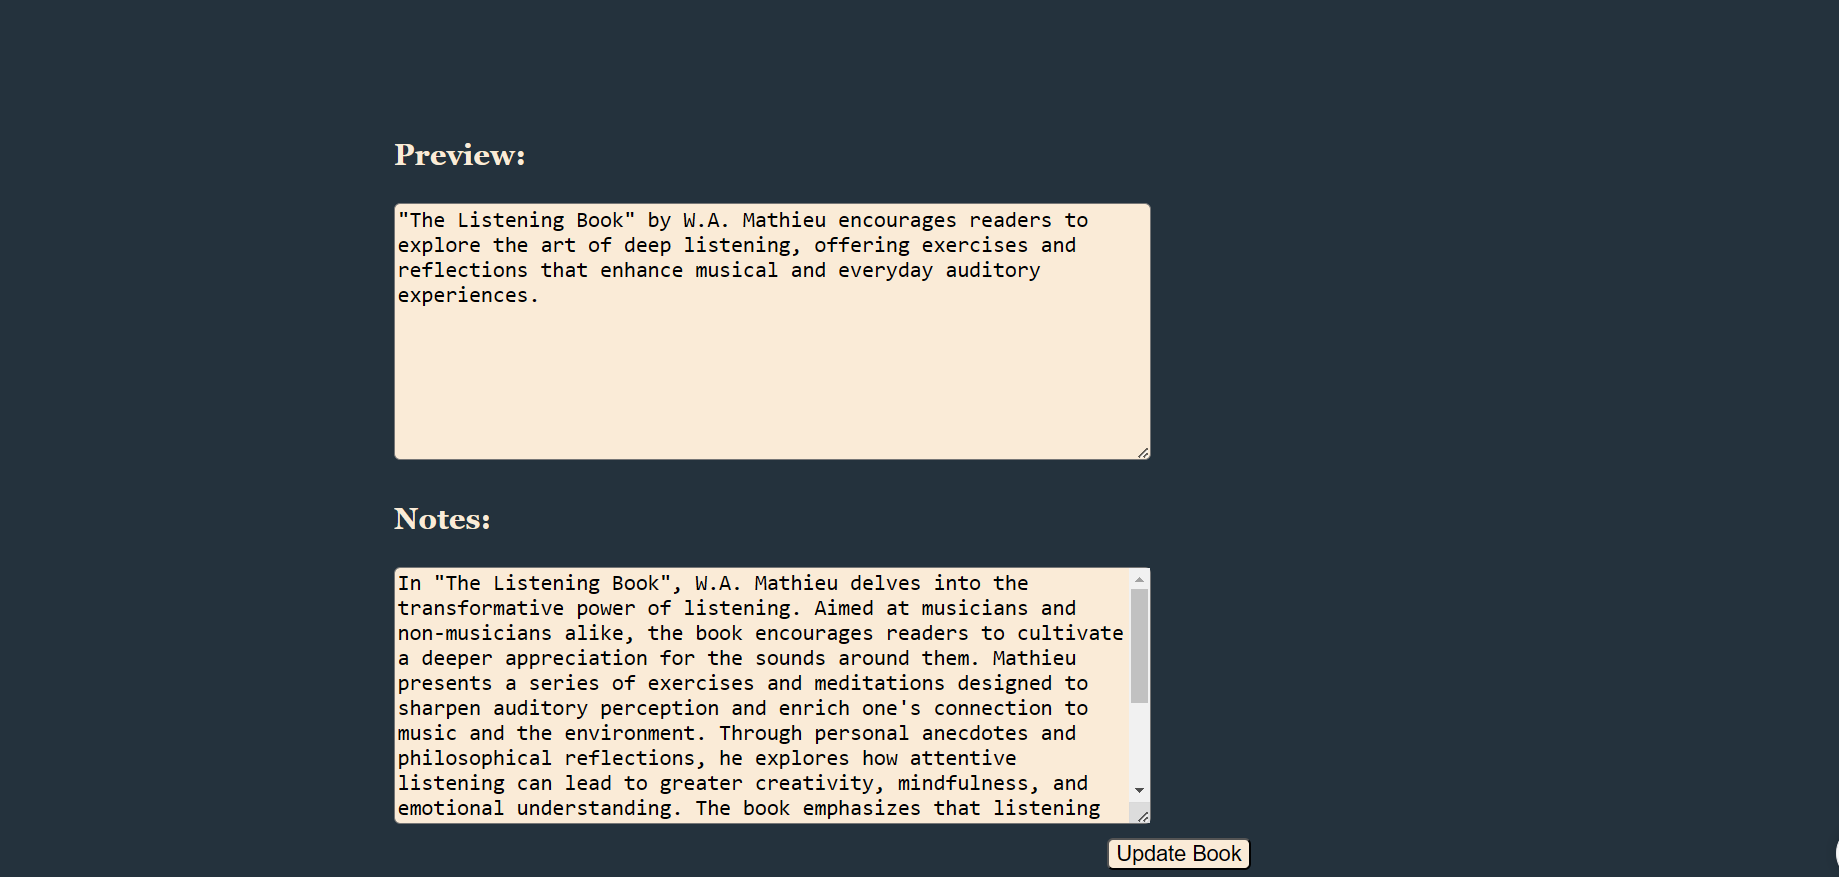 Preview:
"The Listening Book" by W.A. Mathieu encourages readers to
explore the art of deep listening, offering exercises and
reflections that enhance musical and everyday auditory
experiences.
Notes:
In "The Listening Book", W.A. Mathieu delves into the
transformative power of listening. Aimed at musicians and
non-musicians alike, the book encourages readers to cultivate
a deeper appreciation for the sounds around them. Mathieu
presents a series of exercises and meditations designed to
sharpen auditory perception and enrich one's connection to
music and the environment. Through personal anecdotes and
philosophical reflections, he explores how attentive
listening can lead to greater creativity, mindfulness, and
emotional understanding. The book emphasizes that listening
Update Book